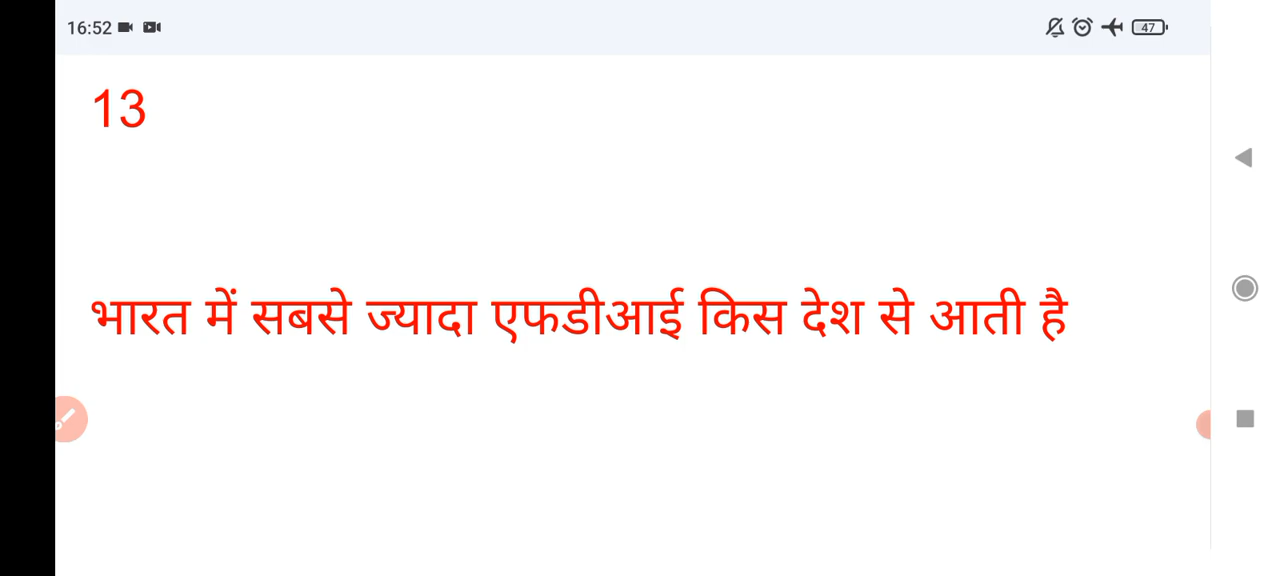 16:52
47
13
भारत में सबसे ज्यादा एफडीआई किस देश से आती है